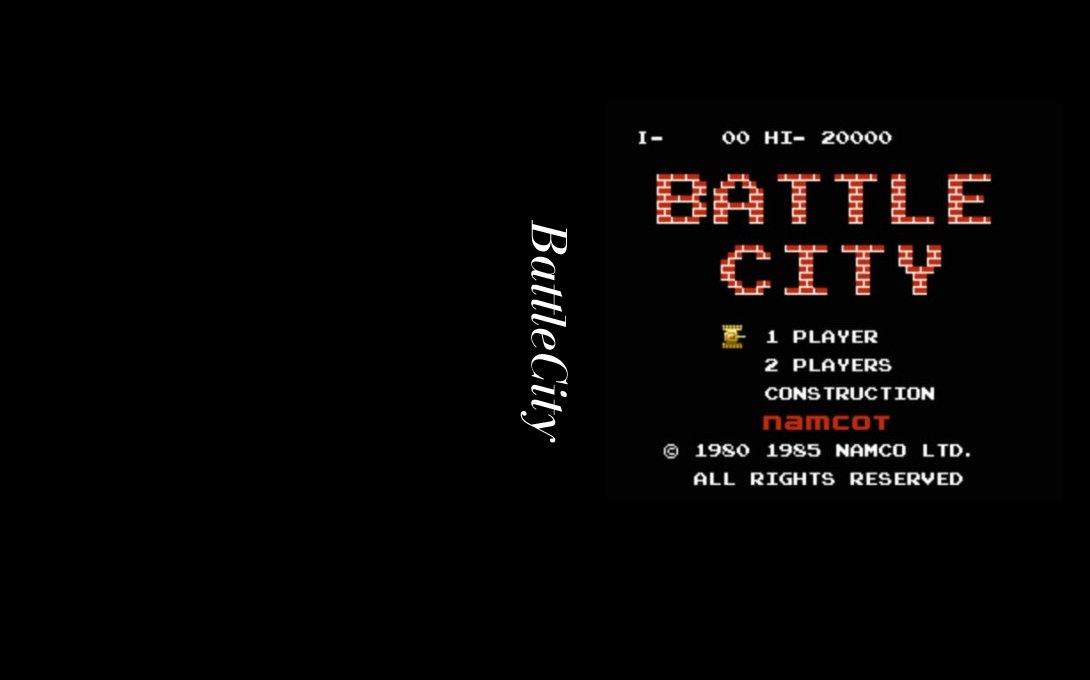 BattleCity
I- 00 HI- 20000
BATTLE
CITY
1 PLAYER
2 PLAYERS
CONSTRUCTION
namcot
© 1980 1985 NAMCO LTD.
ALL RIGHTS RESERVED